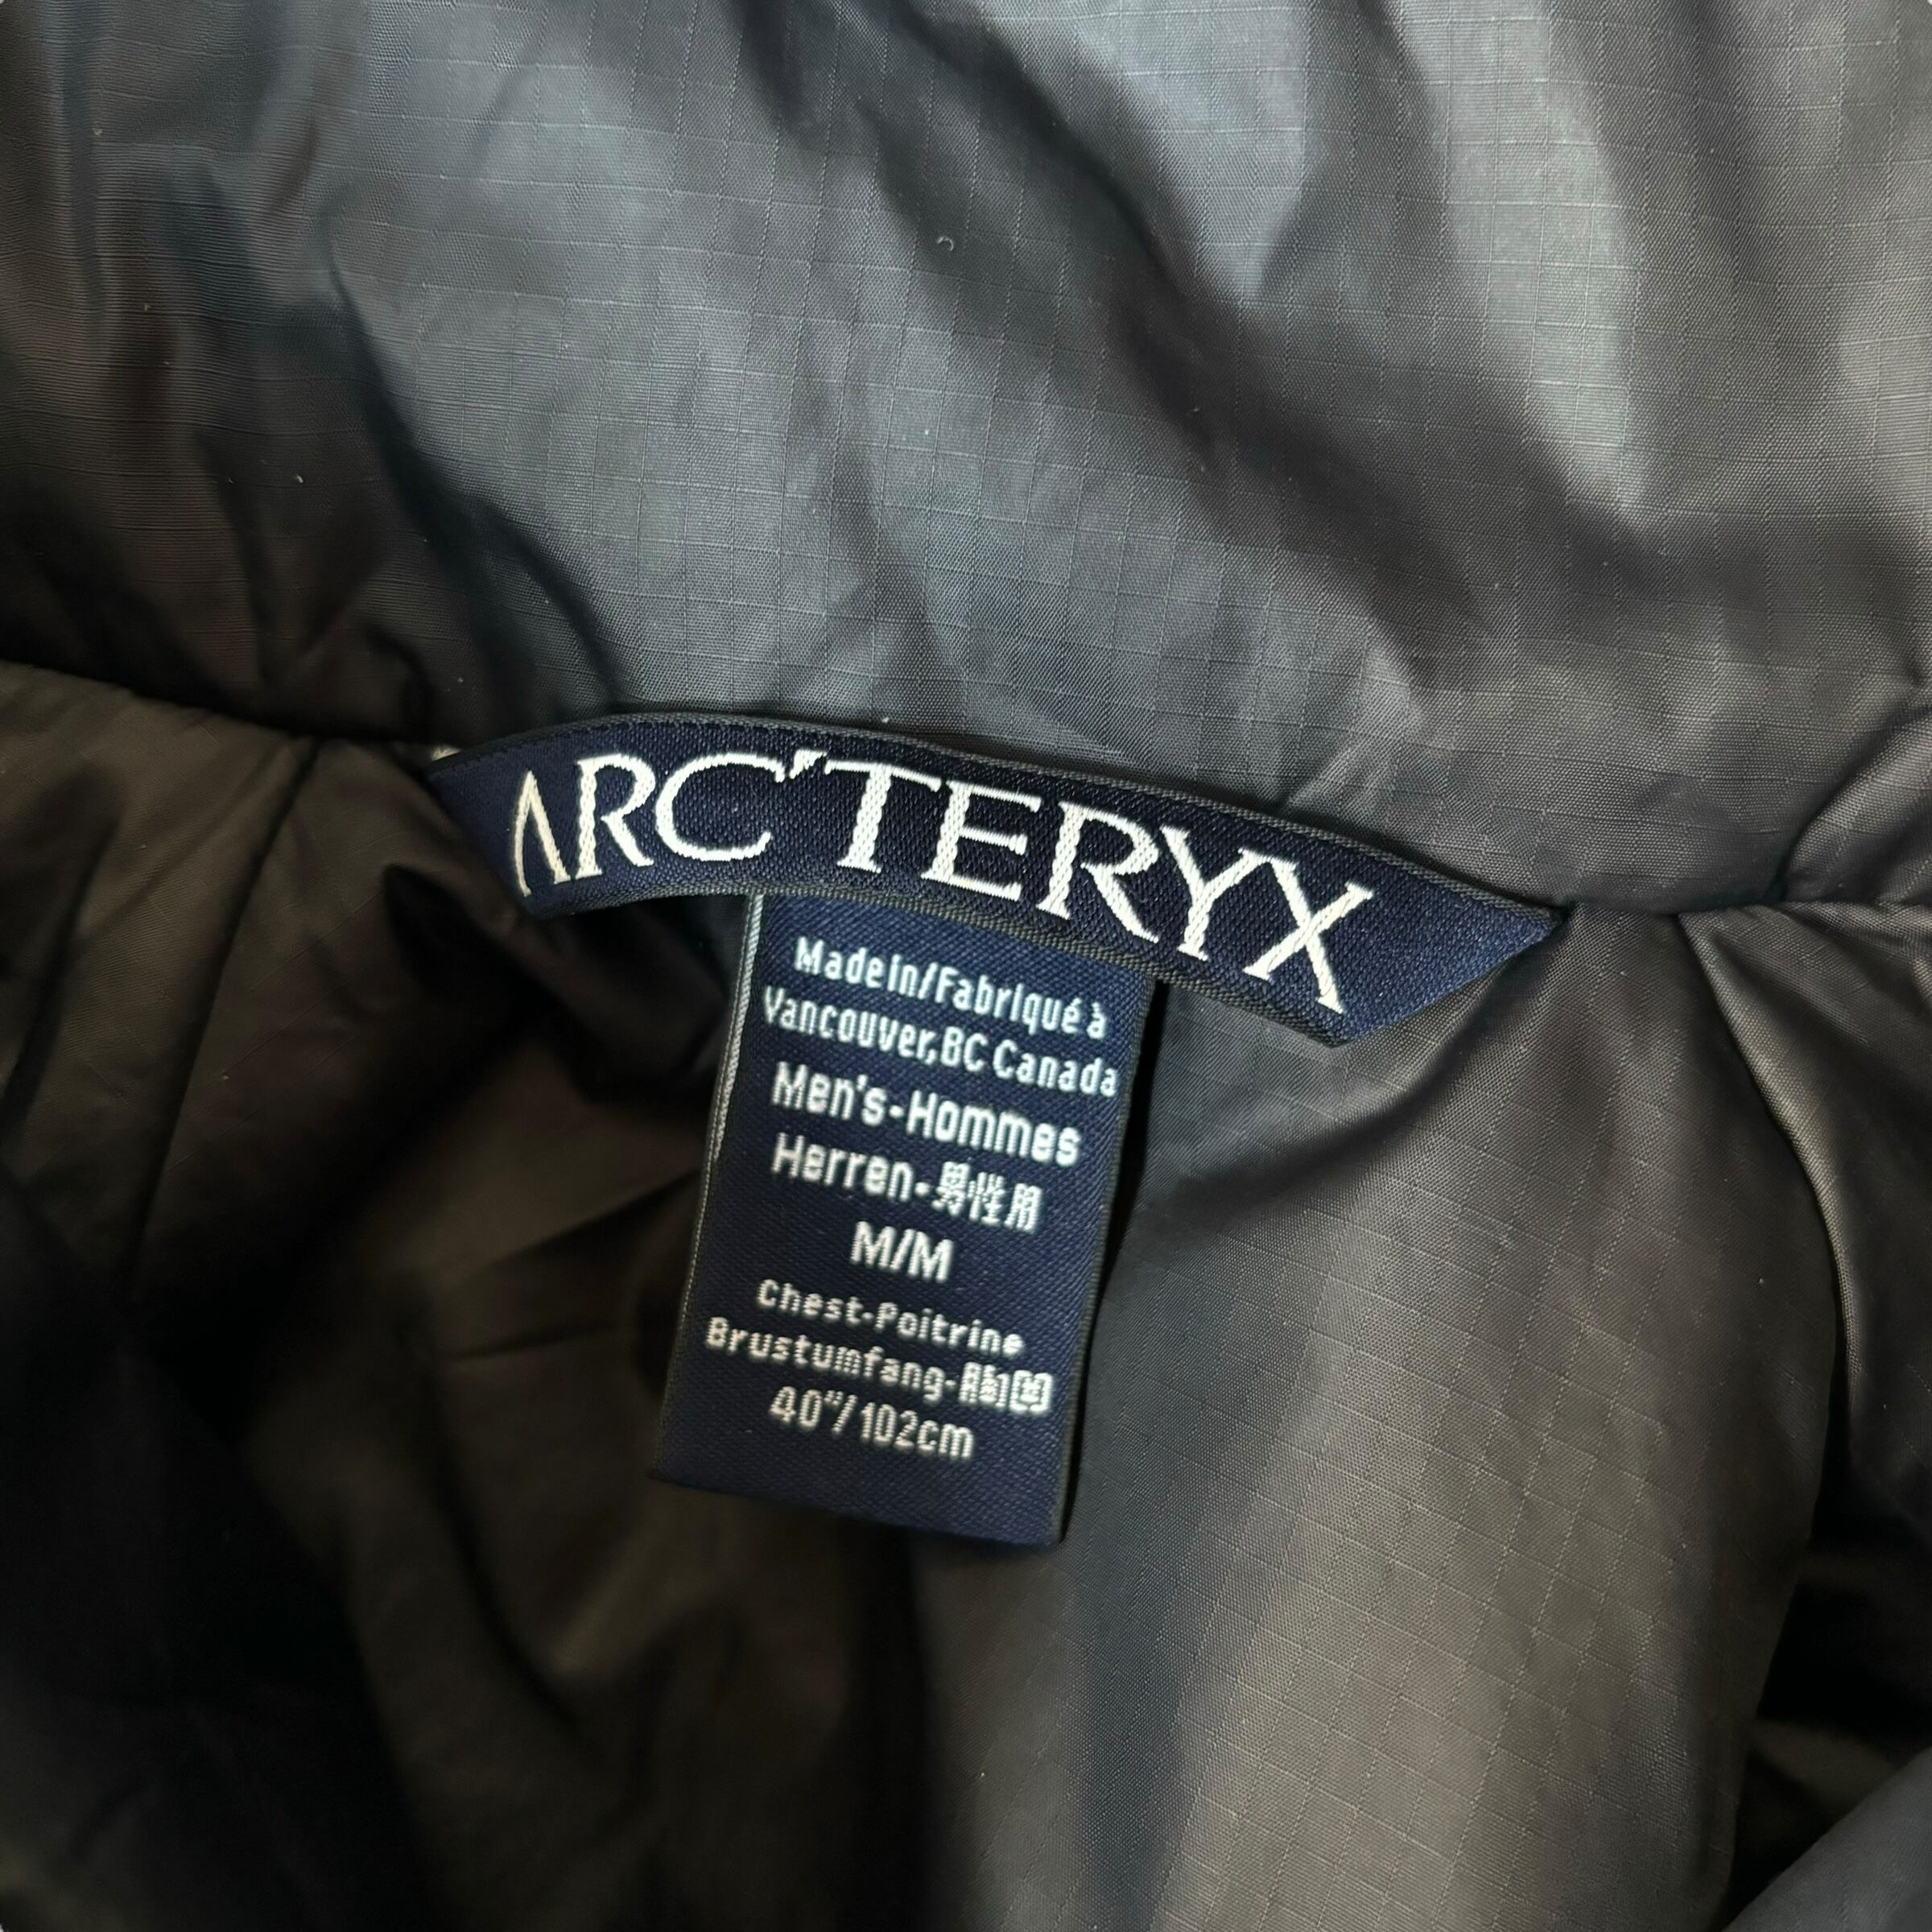 ARC'TERYX
Made in/Fabriqué à
Vancouver, BC Canada
Men's-Hommes
Herren-男性用
M/M
Chest-Poitrine
Brustumfang-胸囲
40"/102cm